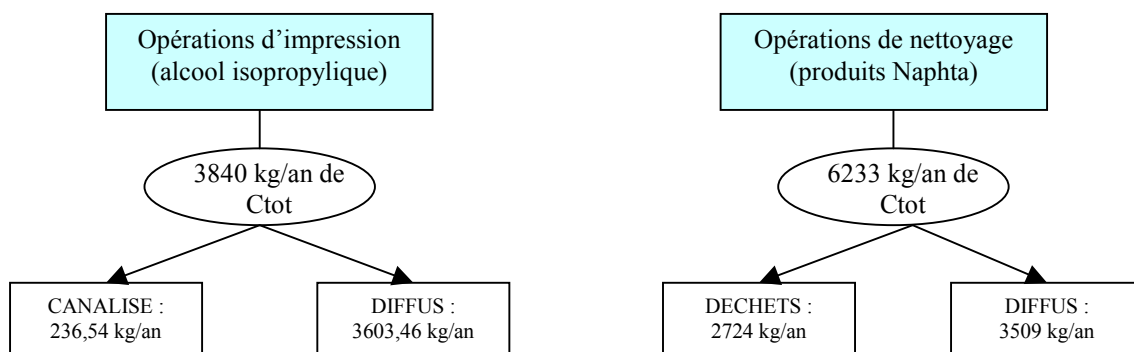 Opérations d’impression
(alcool isopropylique)
Opérations de nettoyage
(produits Naphta)
3840 kg/an de
Ctot
6233 kg/an de
Ctot
CANALISE :
236,54 kg/an
DIFFUS :
3603,46 kg/an
DECHETS :
2724 kg/an
DIFFUS :
3509 kg/an